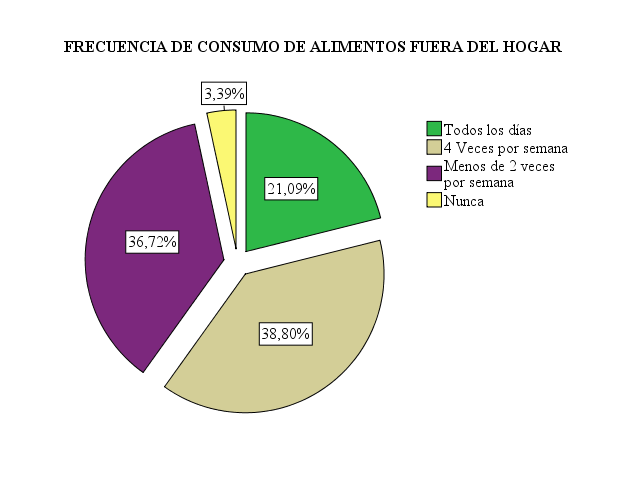 FRECUENCIA DE CONSUMO DE ALIMENTOS FUERA DEL HOGAR
3,39%
21,09%
36,72%
38,80%
Todos los días
4 Veces por semana
Menos de 2 veces
por semana
Nunca